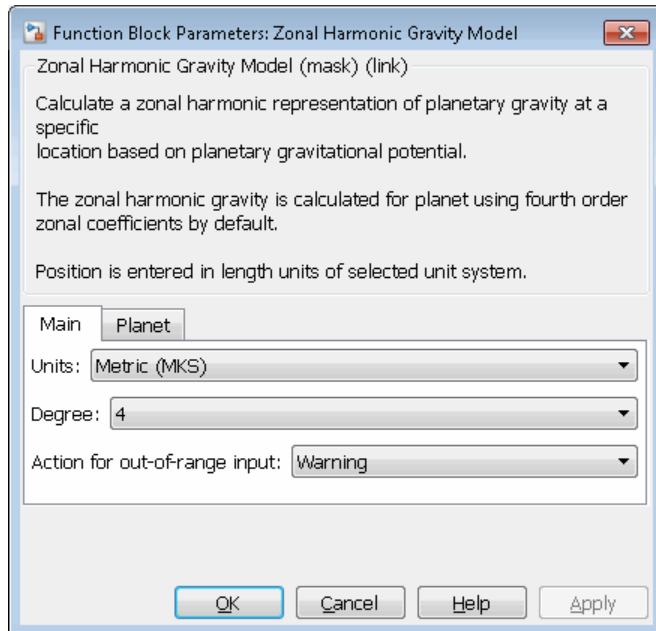 Function Block Parameters: Zonal Harmonic Gravity Model
Zonal Harmonic Gravity Model (mask) (link)
Calculate a zonal harmonic representation of planetary gravity at a
specific
location based on planetary gravitational potential.
The zonal harmonic gravity is calculated for planet using fourth order
zonal coefficients by default.
Position is entered in length units of selected unit system.
Main Planet
Units: Metric (MKS)
Degree: 4
Action for out-of-range input: Warning
OK Cancel Help Apply